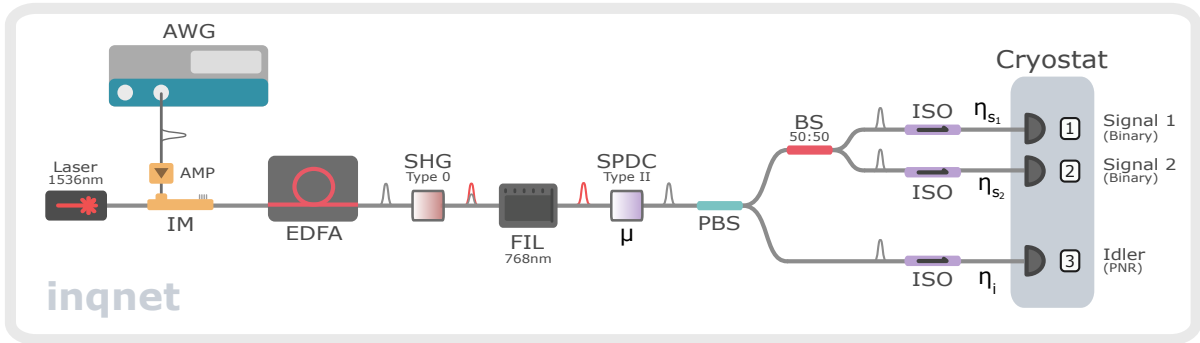 AWG
Laser
1536nm
AMP
IM
EDFA
SHG
Type 0
FIL
768nm
SPDC
Type II
μ
PBS
BS
50:50
ISO
ηs₁
ISO
ηs₂
ISO
ηi
Cryostat
1
Signal 1
(Binary)
2
Signal 2
(Binary)
3
Idler
(PNR)
inqnet